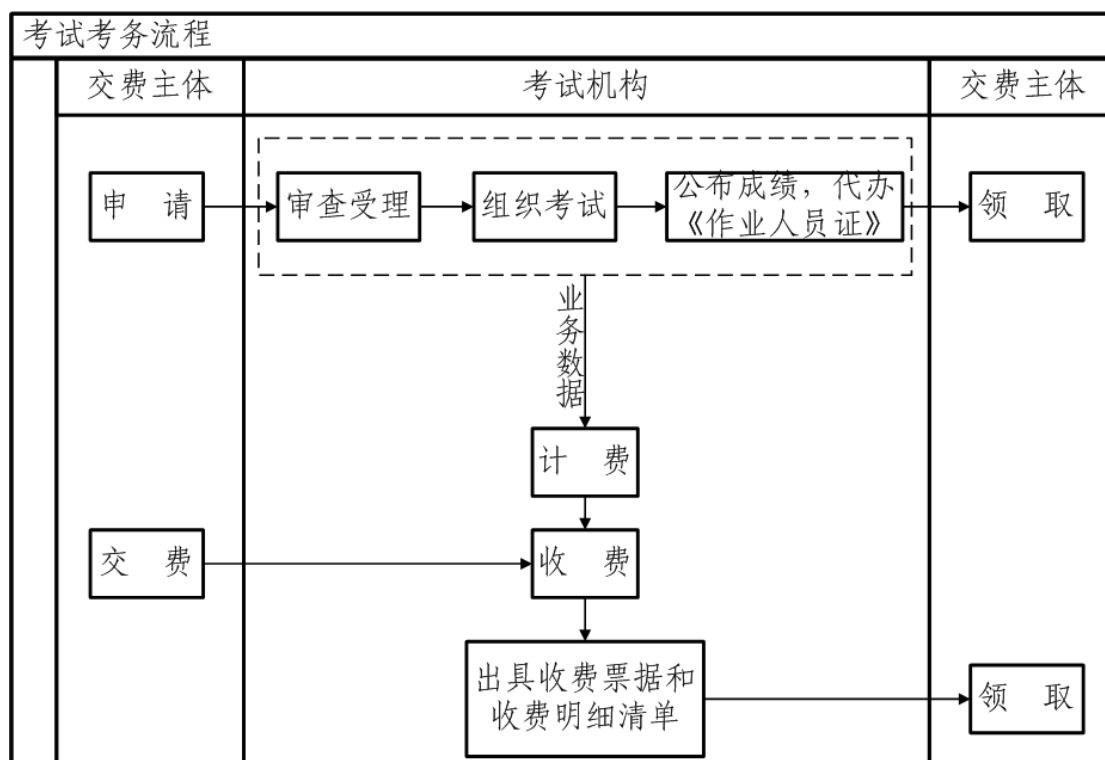 考试考务流程
交费主体
考试机构
交费主体
申 请
审查受理
组织考试
公布成绩，代办
《作业人员证》
领 取
业务数据
计 费
交 费
收 费
出具收费票据和
收费明细清单
领 取